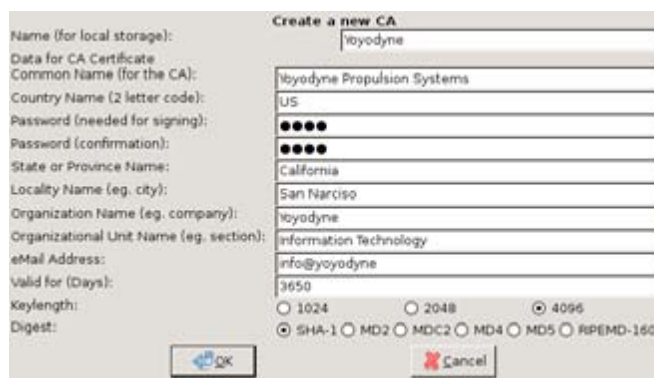 Create a new CA
Name (for local storage): Yoyodyne
Data for CA Certificate
Common Name (for the CA): Yoyodyne Propulsion Systems
Country Name (2 letter code): US
Password (needed for signing): ●●●●
Password (confirmation): ●●●●
State or Province Name: California
Locality Name (eg. city): San Narciso
Organization Name (eg. company): Yoyodyne
Organizational Unit Name (eg. section): Information Technology
eMail Address: info@yoyodyne
Valid for (Days): 3650
Keylength: 1024 2048 4096
Digest: SHA-1 MD2 MDC2 MD4 MD5 RIPEMD-160
OK Cancel